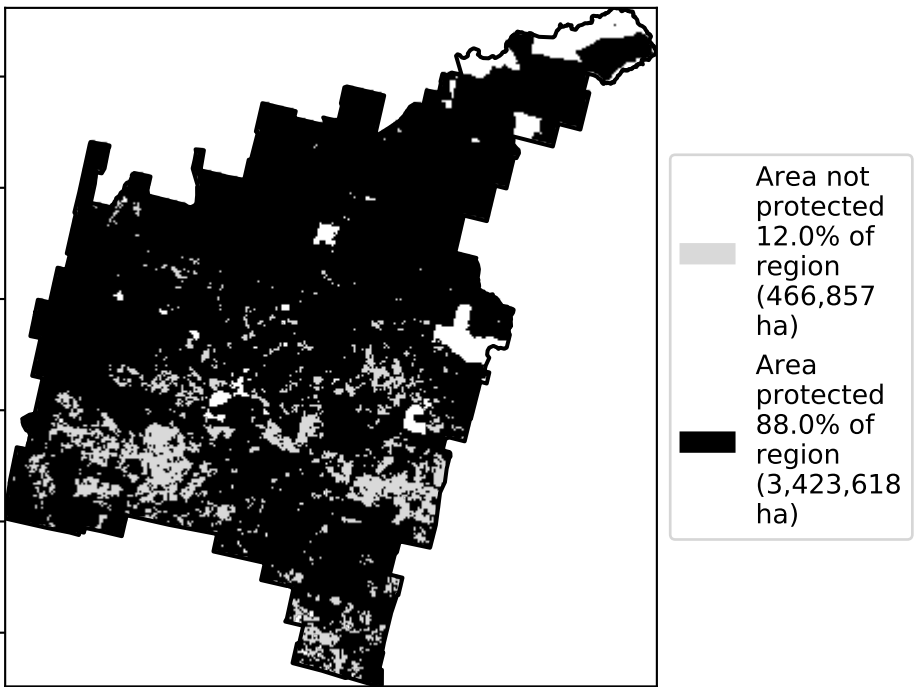 Area not
protected
12.0% of
region
(466,857
ha)
Area
protected
88.0% of
region
(3,423,618
ha)